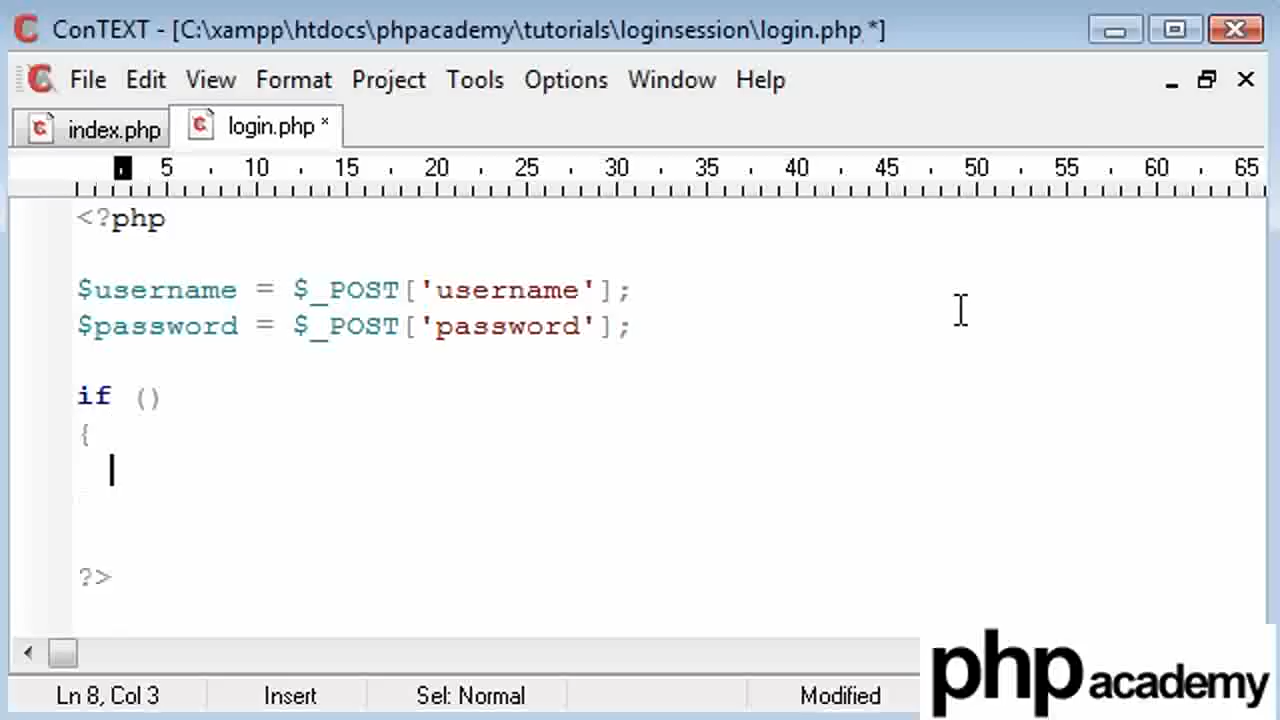 ConTEXT - [C:\xampp\htdocs\phpacademy\tutorials\loginsession\login.php *]
File Edit View Format Project Tools Options Window Help
index.php login.php *
5 10 15 20 25 30 35 40 45 50 55 60 65
<?php
$username = $_POST['username'];
$password = $_POST['password'];
if ()
{
?>
Ln 8, Col 3 Insert Sel: Normal Modified
php academy